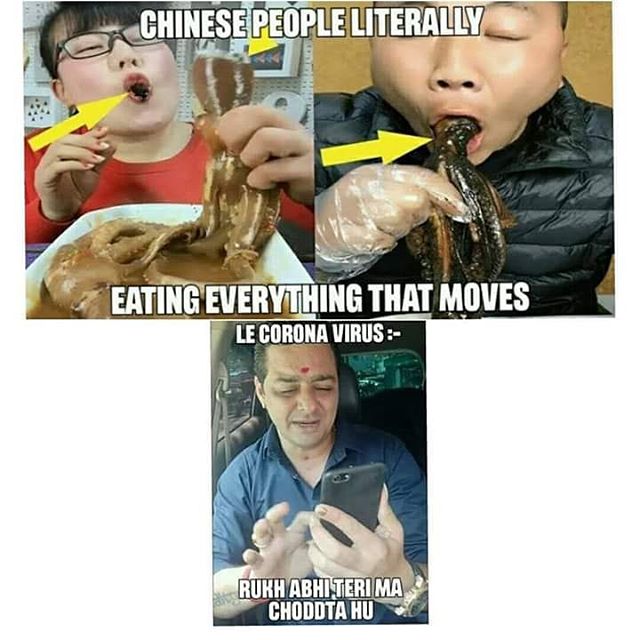 CHINESE PEOPLE LITERALLY
EATING EVERYTHING THAT MOVES
LE CORONA VIRUS :-
RUKH ABHI TERI MA
CHODDTA HU